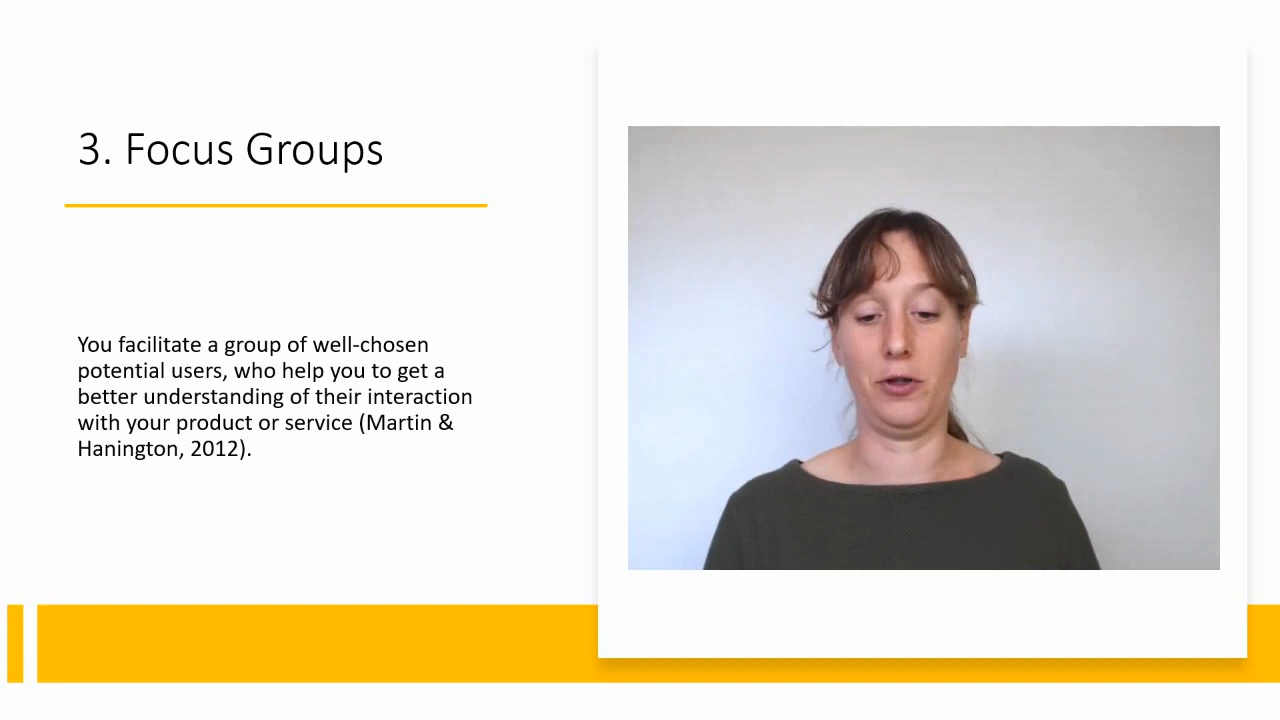 3. Focus Groups
You facilitate a group of well-chosen
potential users, who help you to get a
better understanding of their interaction
with your product or service (Martin &
Hanington, 2012).